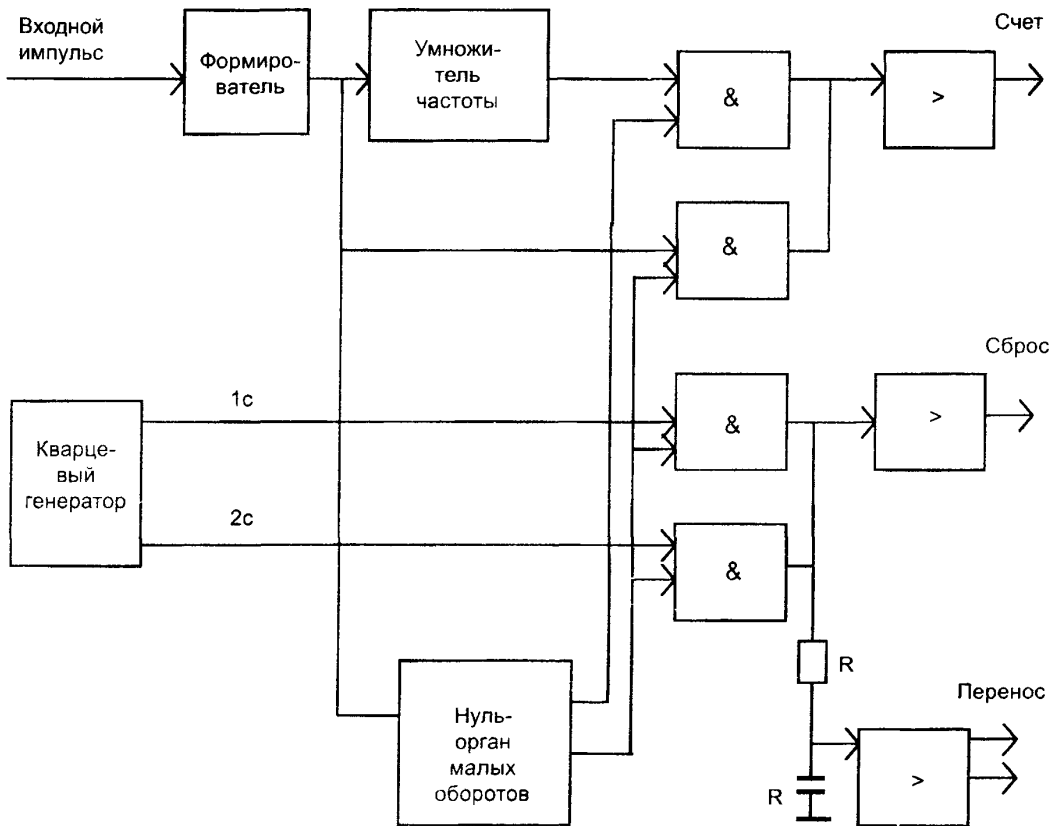 Входной
импульс
Формиро-
ватель
Умножи-
тель
частоты
&
>
Счет
&
Кварце-
вый
генератор
1с
2с
&
>
Сброс
&
Нуль-
орган
малых
оборотов
R
R
>
Перенос